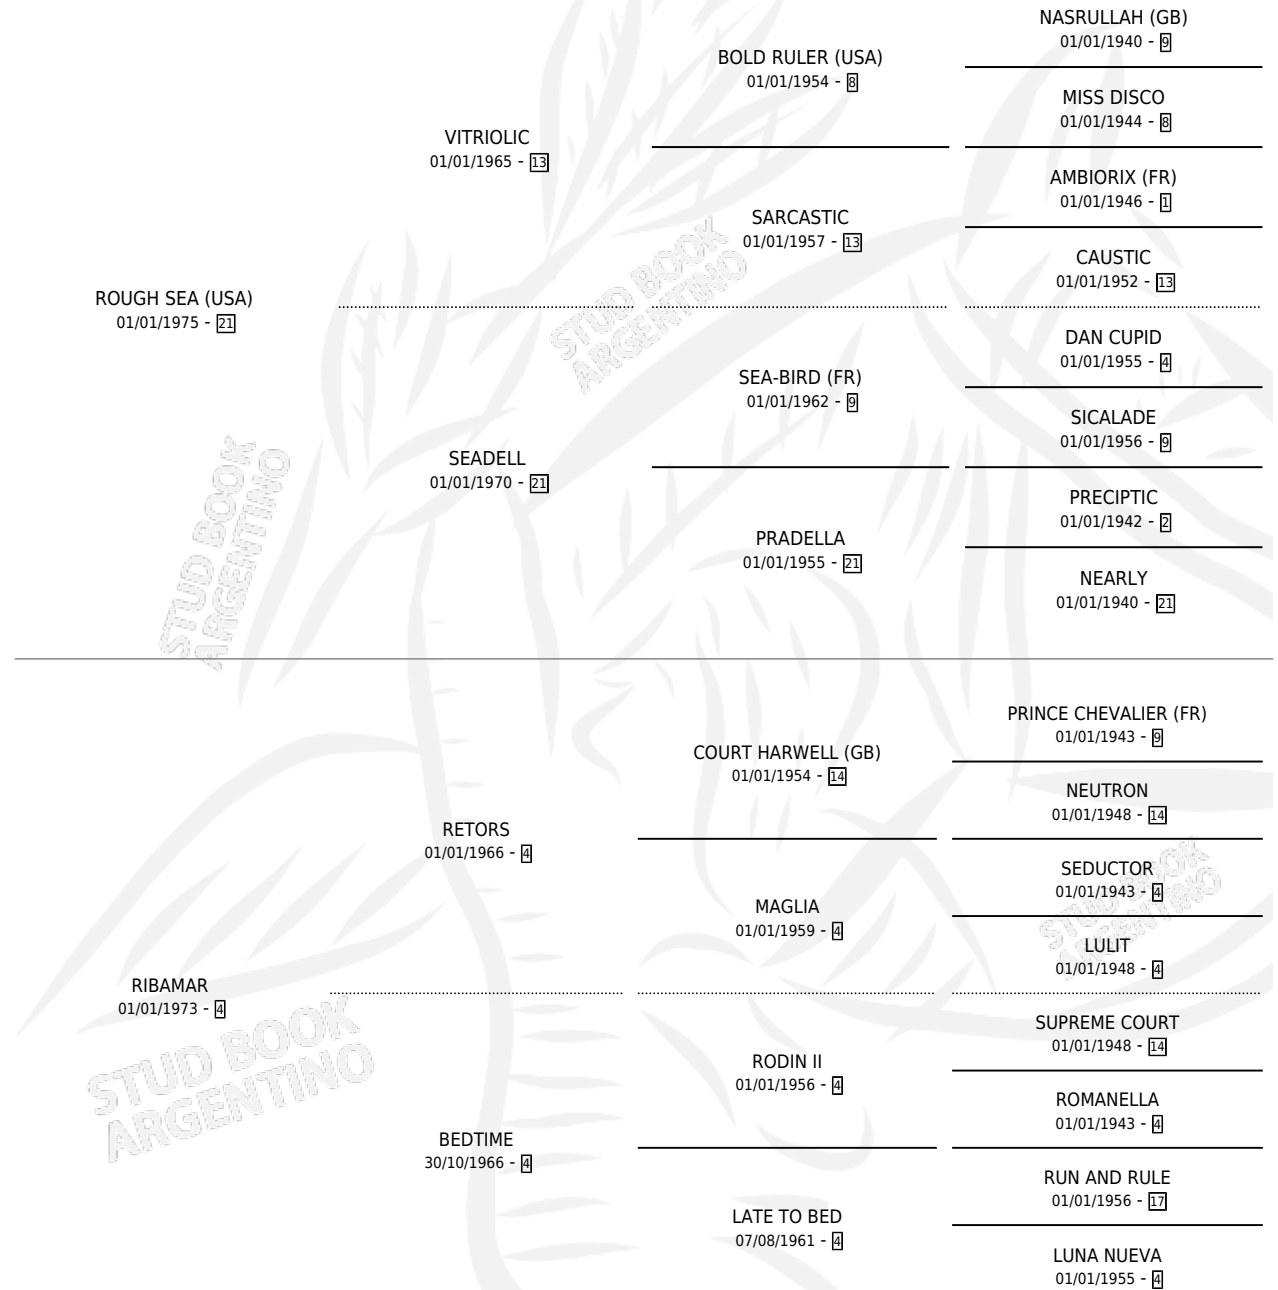 NASRULLAH (GB)
01/01/1940 - 9
BOLD RULER (USA)
01/01/1954 - 8
MISS DISCO
01/01/1944 - 8
VITRIOLIC
01/01/1965 - 13
AMBIORIX (FR)
01/01/1946 - 1
SARCASTIC
01/01/1957 - 13
CAUSTIC
01/01/1952 - 13
ROUGH SEA (USA)
01/01/1975 - 21
DAN CUPID
01/01/1955 - 4
SEA-BIRD (FR)
01/01/1962 - 9
SICALADE
01/01/1956 - 9
SEADELL
01/01/1970 - 21
PRECIPTIC
01/01/1942 - 2
PRADELLA
01/01/1955 - 21
NEARLY
01/01/1940 - 21
PRINCE CHEVALIER (FR)
01/01/1943 - 9
COURT HARWELL (GB)
01/01/1954 - 14
NEUTRON
01/01/1948 - 14
RETORS
01/01/1966 - 4
SEDUCTOR
01/01/1943 - 4
MAGLIA
01/01/1959 - 4
LULIT
01/01/1948 - 4
RIBAMAR
01/01/1973 - 4
SUPREME COURT
01/01/1948 - 14
RODIN II
01/01/1956 - 4
ROMANELLA
01/01/1943 - 4
BEDTIME
30/10/1966 - 4
RUN AND RULE
01/01/1956 - 17
LATE TO BED
07/08/1961 - 4
LUNA NUEVA
01/01/1955 - 4
STUD BOOK
ARGENTINO
STUD BOOK
ARGENTINO
STUD BOOK
ARGENTINO
STUD BOOK
ARGENTINO